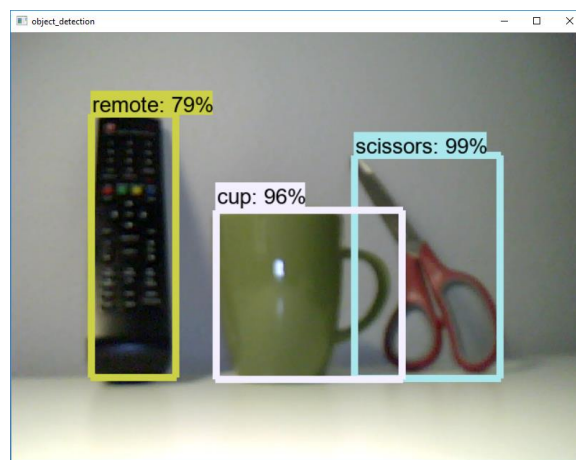 object_detection
remote: 79%
scissors: 99%
cup: 96%